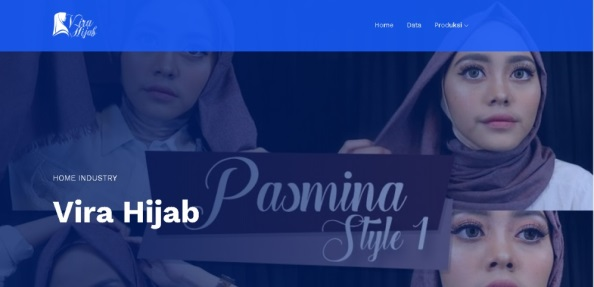 Vira
Hijab
Home Data Produksi
HOME INDUSTRY
Vira Hijab
Pasmina
Style 1